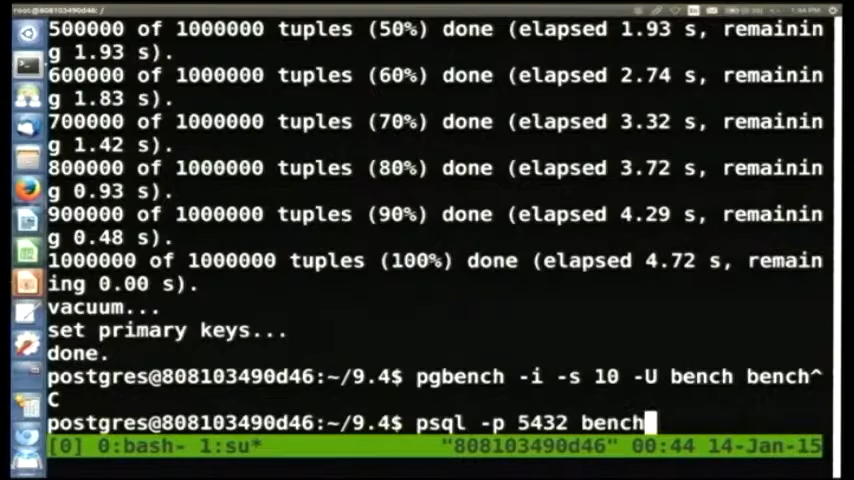 root@808103490d46: /
500000 of 1000000 tuples (50%) done (elapsed 1.93 s, remainin
g 1.93 s).
600000 of 1000000 tuples (60%) done (elapsed 2.74 s, remainin
g 1.83 s).
700000 of 1000000 tuples (70%) done (elapsed 3.32 s, remainin
g 1.42 s).
800000 of 1000000 tuples (80%) done (elapsed 3.72 s, remainin
g 0.93 s).
900000 of 1000000 tuples (90%) done (elapsed 4.29 s, remainin
g 0.48 s).
1000000 of 1000000 tuples (100%) done (elapsed 4.72 s, remain
ing 0.00 s).
vacuum...
set primary keys...
done.
postgres@808103490d46:~/9.4$ pgbench -i -s 10 -U bench bench^
C
postgres@808103490d46:~/9.4$ psql -p 5432 bench
[0] 0:bash- 1:su* "808103490d46" 00:44 14-Jan-15